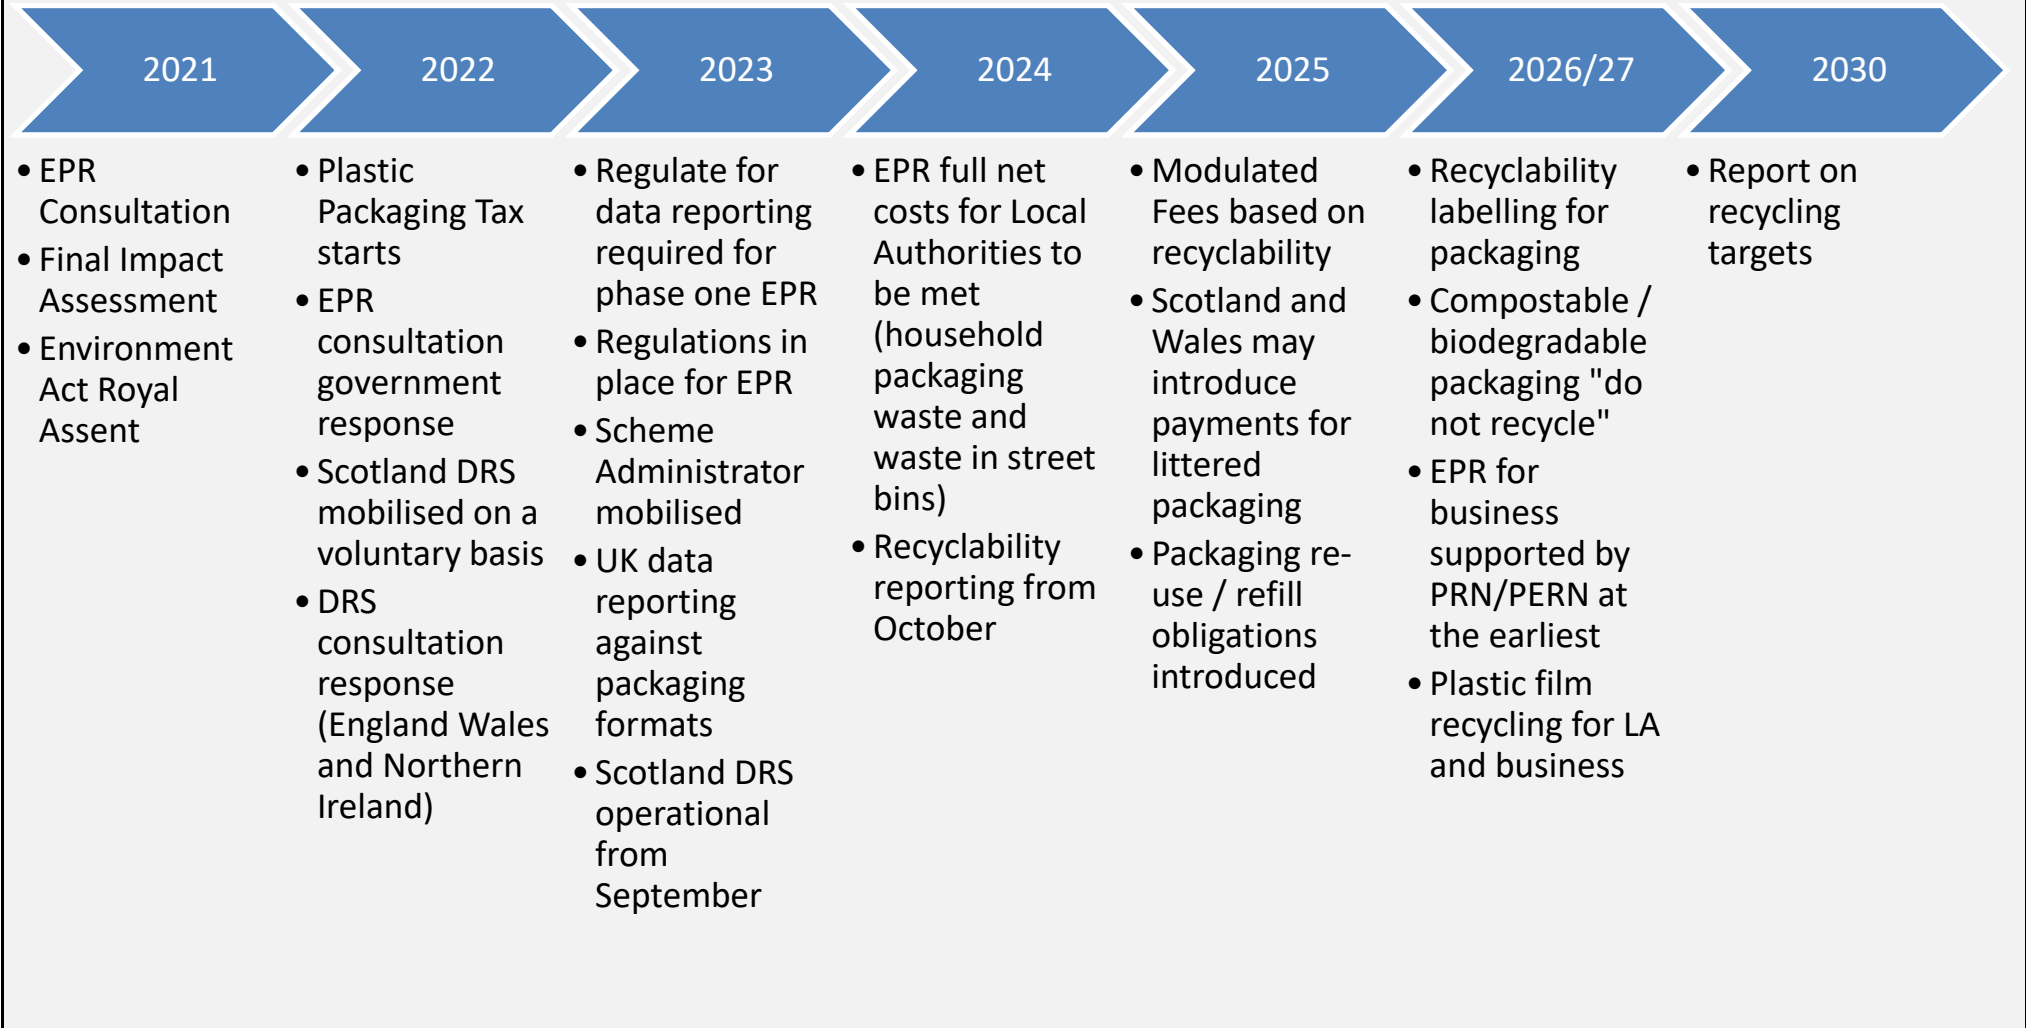 2021
2022
2023
2024
2025
2026/27
2030
• EPR
Consultation
• Final Impact
Assessment
• Environment
Act Royal
Assent
• Plastic
Packaging Tax
starts
• EPR
consultation
government
response
• Scotland DRS
mobilised on a
voluntary basis
• DRS
consultation
response
(England Wales
and Northern
Ireland)
• Regulate for
data reporting
required for
phase one EPR
• Regulations in
place for EPR
• Scheme
Administrator
mobilised
• UK data
reporting
against
packaging
formats
• Scotland DRS
operational
from
September
• EPR full net
costs for Local
Authorities to
be met
(household
packaging
waste and
waste in street
bins)
• Recyclability
reporting from
October
• Modulated
Fees based on
recyclability
• Scotland and
Wales may
introduce
payments for
littered
packaging
• Packaging re-
use / refill
obligations
introduced
• Recyclability
labelling for
packaging
• Compostable /
biodegradable
packaging "do
not recycle"
• EPR for
business
supported by
PRN/PERN at
the earliest
• Plastic film
recycling for LA
and business
• Report on
recycling
targets